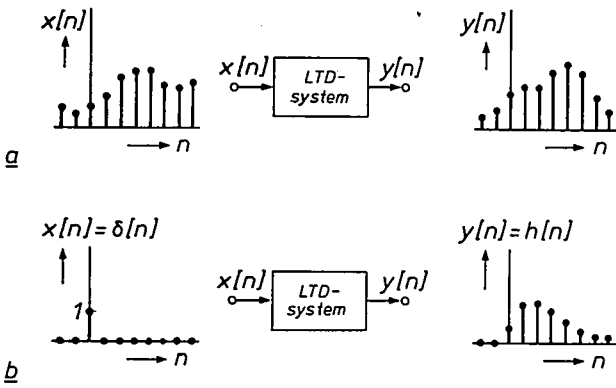 x[n]
x[n]
LTD-
system
y[n]
y[n]
n
n
a
x[n] = δ[n]
1
x[n]
LTD-
system
y[n]
y[n] = h[n]
n
n
b